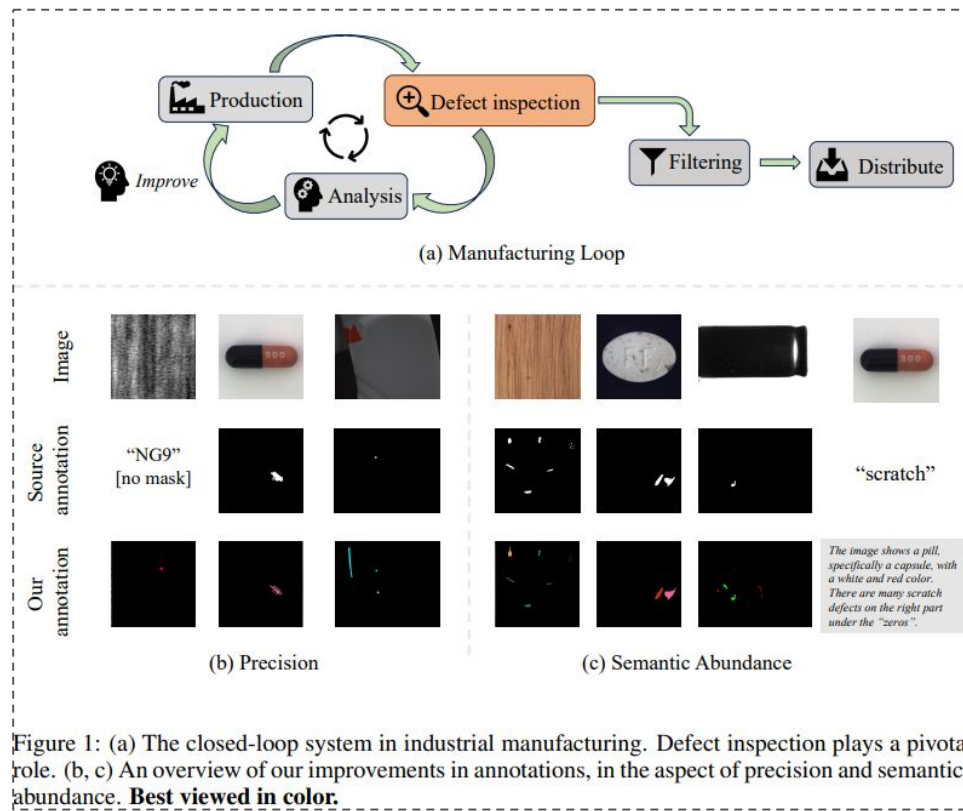 Production
Defect inspection
Improve
Analysis
Filtering
Distribute
(a) Manufacturing Loop
Image
500
500
Source
annotation
“NG9”
[no mask]
“scratch”
Our
annotation
The image shows a pill,
specifically a capsule, with
a white and red color.
There are many scratch
defects on the right part
under the “zeros”.
(b) Precision
(c) Semantic Abundance
Figure 1: (a) The closed-loop system in industrial manufacturing. Defect inspection plays a pivota
role. (b, c) An overview of our improvements in annotations, in the aspect of precision and semantic
abundance. Best viewed in color.